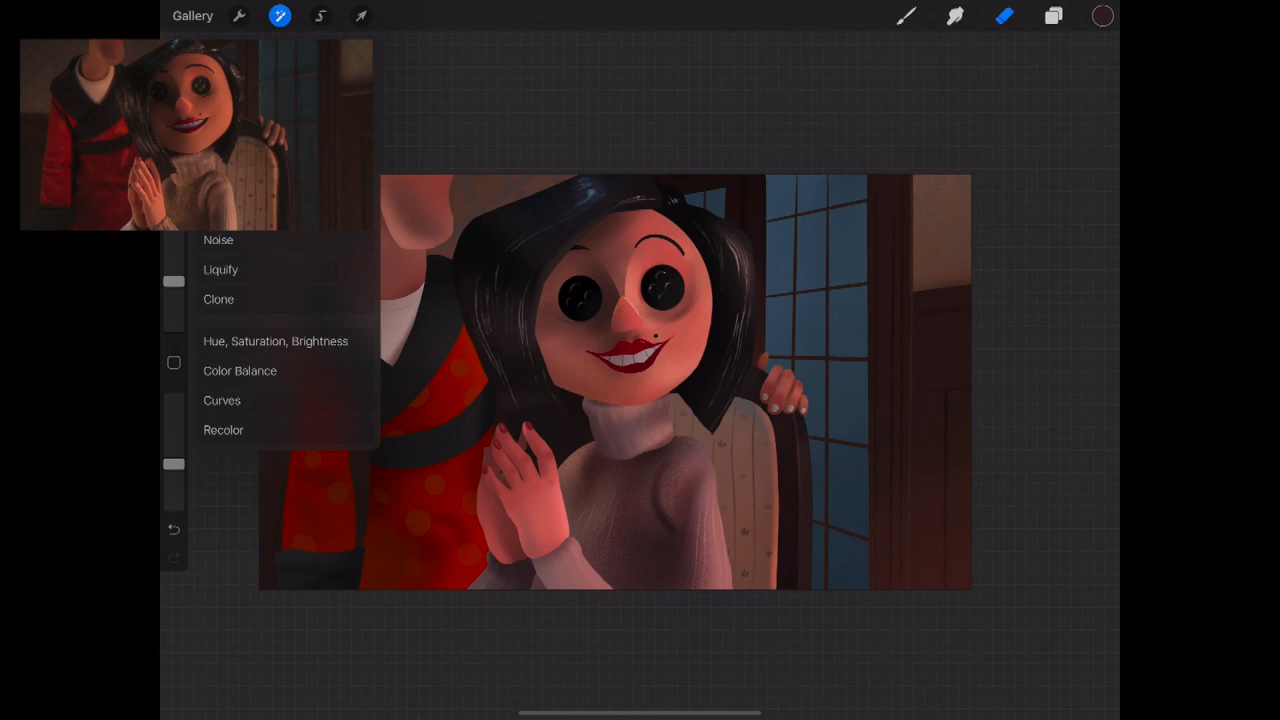 Gallery
Noise
Liquify
Clone
Hue, Saturation, Brightness
Color Balance
Curves
Recolor